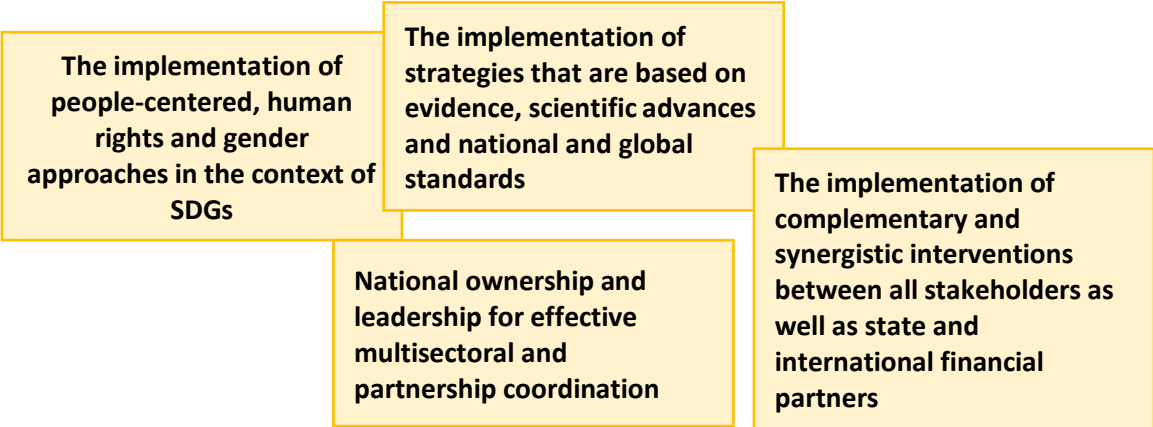 The implementation of
people-centered, human
rights and gender
approaches in the context of
SDGs
The implementation of
strategies that are based on
evidence, scientific advances
and national and global
standards
National ownership and
leadership for effective
multisectoral and
partnership coordination
The implementation of
complementary and
synergistic interventions
between all stakeholders as
well as state and
international financial
partners